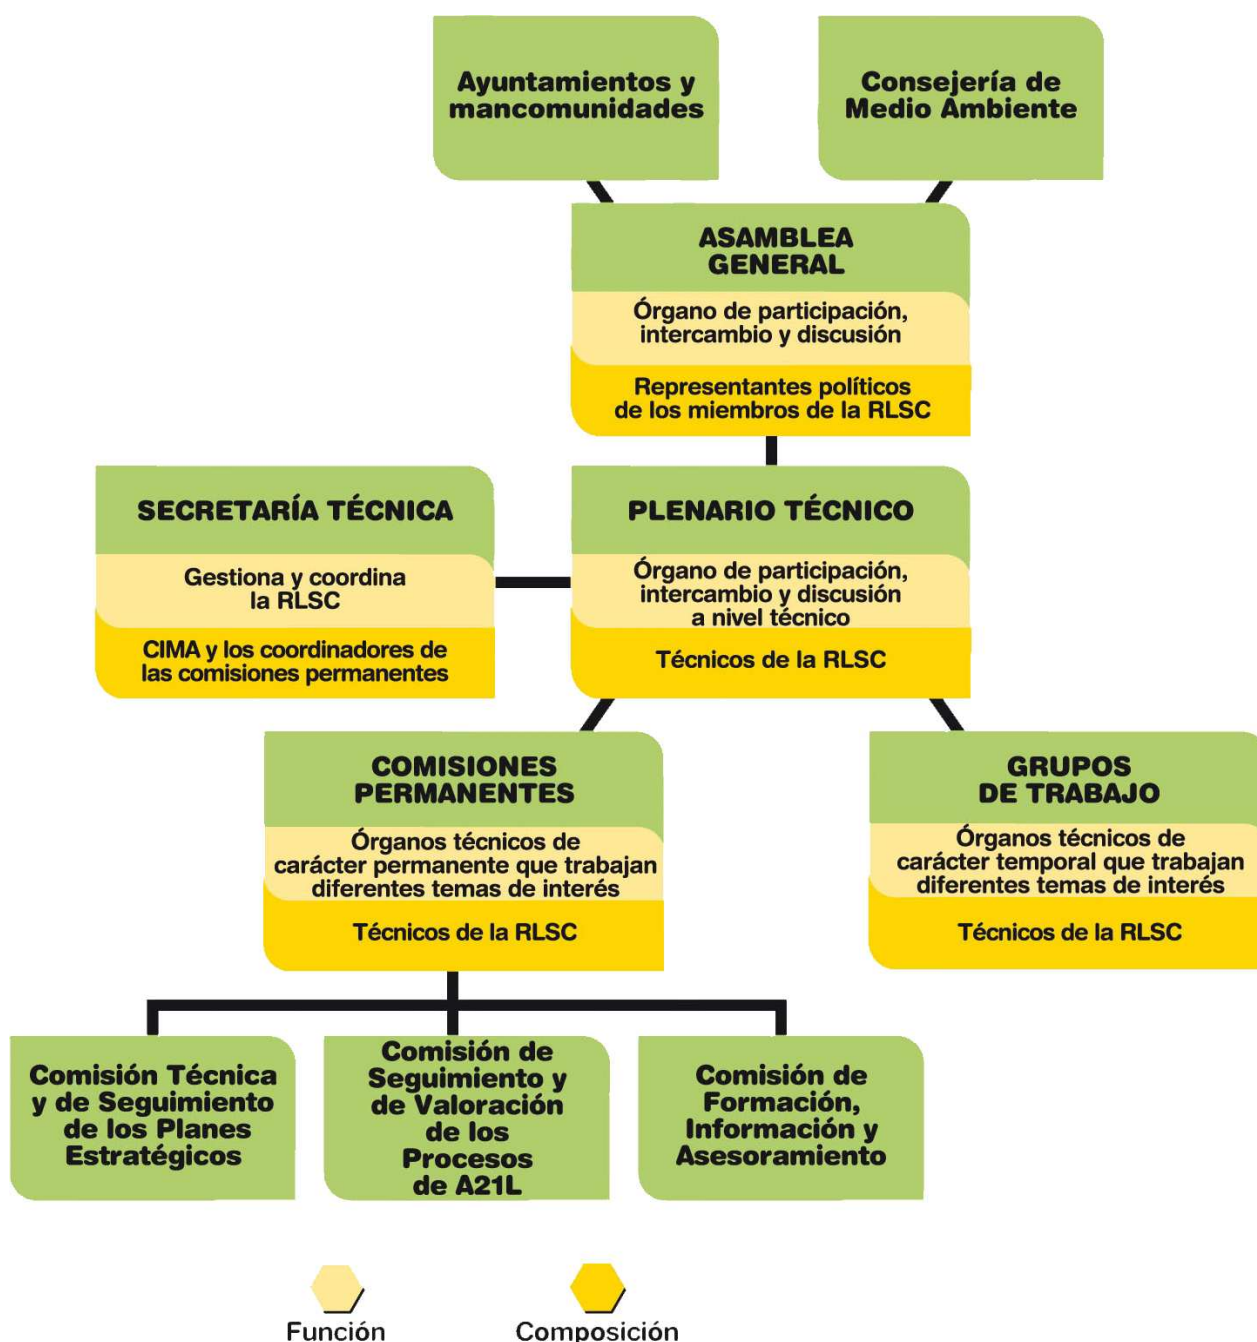 Ayuntamientos y
mancomunidades
Consejería de
Medio Ambiente
ASAMBLEA
GENERAL
Órgano de participación,
intercambio y discusión
Representantes políticos
de los miembros de la RLSC
SECRETARÍA TÉCNICA
Gestiona y coordina
la RLSC
CIMA y los coordinadores de
las comisiones permanentes
PLENARIO TÉCNICO
Órgano de participación,
intercambio y discusión
a nivel técnico
Técnicos de la RLSC
COMISIONES
PERMANENTES
Órganos técnicos de
carácter permanente que trabajan
diferentes temas de interés
Técnicos de la RLSC
GRUPOS
DE TRABAJO
Órganos técnicos de
carácter temporal que trabajan
diferentes temas de interés
Técnicos de la RLSC
Comisión Técnica
y de Seguimiento
de los Planes
Estratégicos
Comisión de
Seguimiento y
de Valoración
de los
Procesos
de A21L
Comisión de
Formación,
Información y
Asesoramiento
Función
Composición